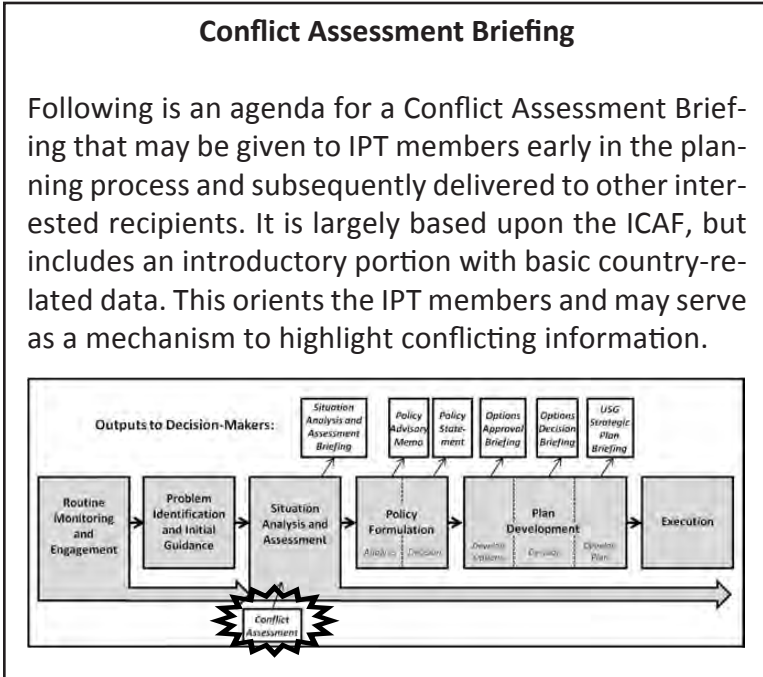 Conflict Assessment Briefing
Following is an agenda for a Conflict Assessment Brief-
ing that may be given to IPT members early in the plan-
ning process and subsequently delivered to other inter-
ested recipients. It is largely based upon the ICAF, but
includes an introductory portion with basic country-re-
lated data. This orients the IPT members and may serve
as a mechanism to highlight conflicting information.
Outputs to Decision-Makers:
Situation
Analysis and
Assessment
Briefing
Policy
Advisory
Memo
Policy
State-
ment
Options
Approval
Briefing
Options
Decision
Briefing
USG
Strategic
Plan
Briefing
Routine
Monitoring
and
Engagement
Problem
Identification
and Initial
Guidance
Situation
Analysis and
Assessment
Policy
Formulation
Analysis
Decision
Plan
Development
Develop
Options
Decision
Develop
Plan
Execution
Conflict
Assessment